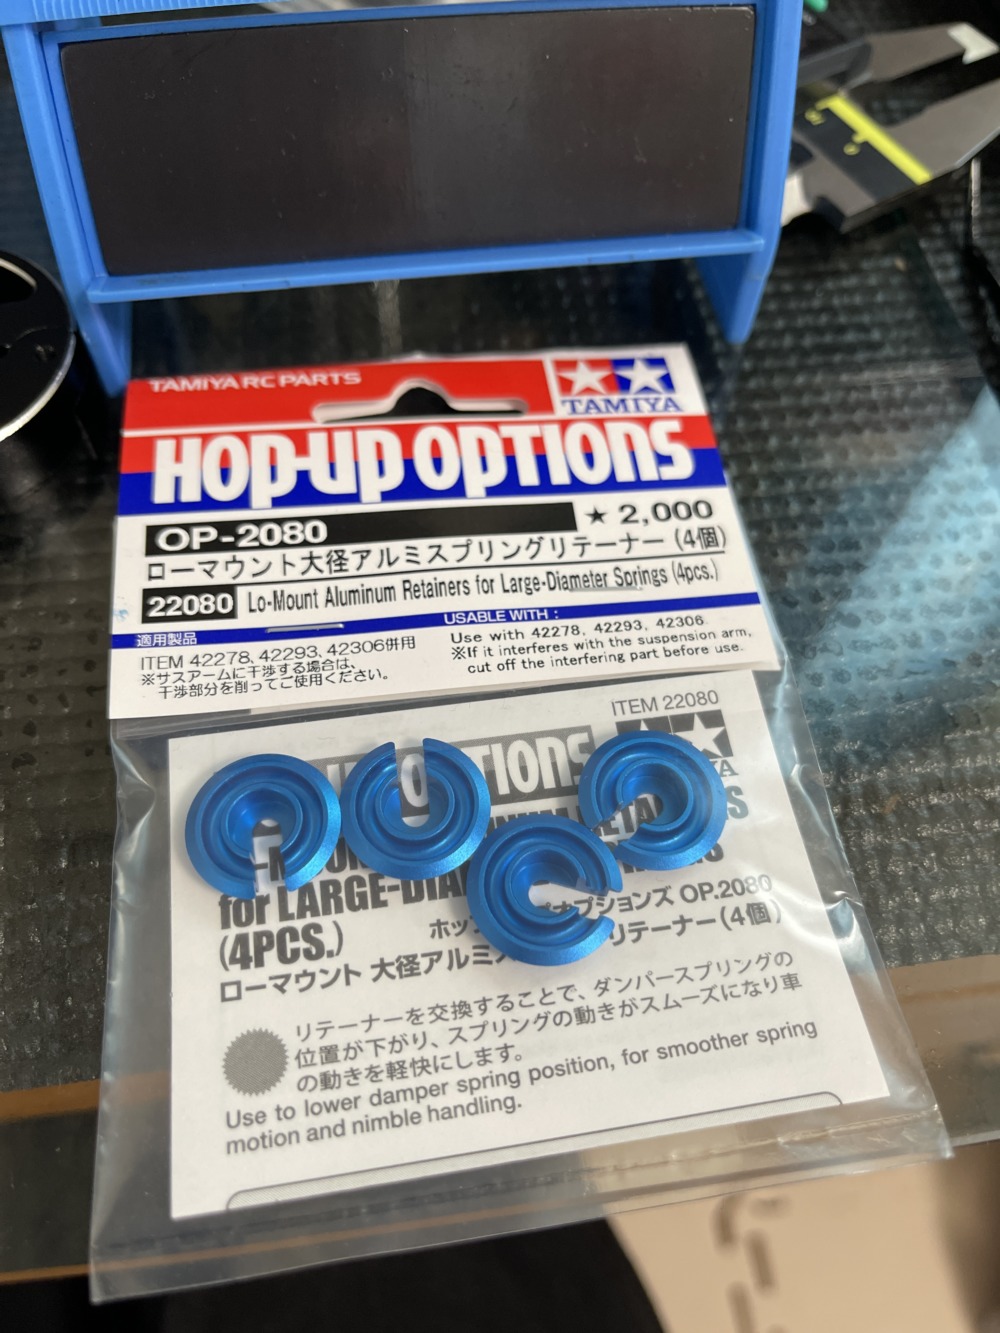 TAMIYA RC PARTS
TAMIYA
HOP-UP OPTIONS
OP-2080
★ 2,000
ローマウント大径アルミスプリングリテーナー (4個)
22080 Lo-Mount Aluminum Retainers for Large-Diameter Springs (4pcs.)
適用製品
ITEM 42278, 42293, 42306併用
※サスアームに干渉する場合は、
干渉部分を削ってご使用ください。
USABLE WITH :
Use with 42278, 42293, 42306.
※If it interferes with the suspension arm,
cut off the interfering part before use.
ITEM 22080
OPTIONS
for LARGE-DIA
(4PCS.)
ホッ プオプションズ OP.2080
ローマウント 大径アルミ リテーナー(4個)
リテーナーを交換することで、ダンパースプリングの
位置が下がり、スプリングの動きがスムーズになり車
の動きを軽快にします。
Use to lower damper spring position, for smoother spring
motion and nimble handling.